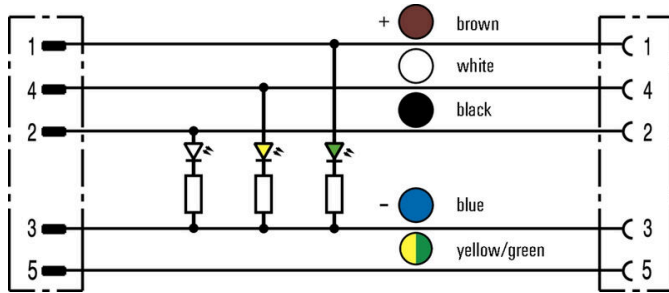 1 + brown 1
white
4 4
black
2 2
- blue
3 3
yellow/green
5 5